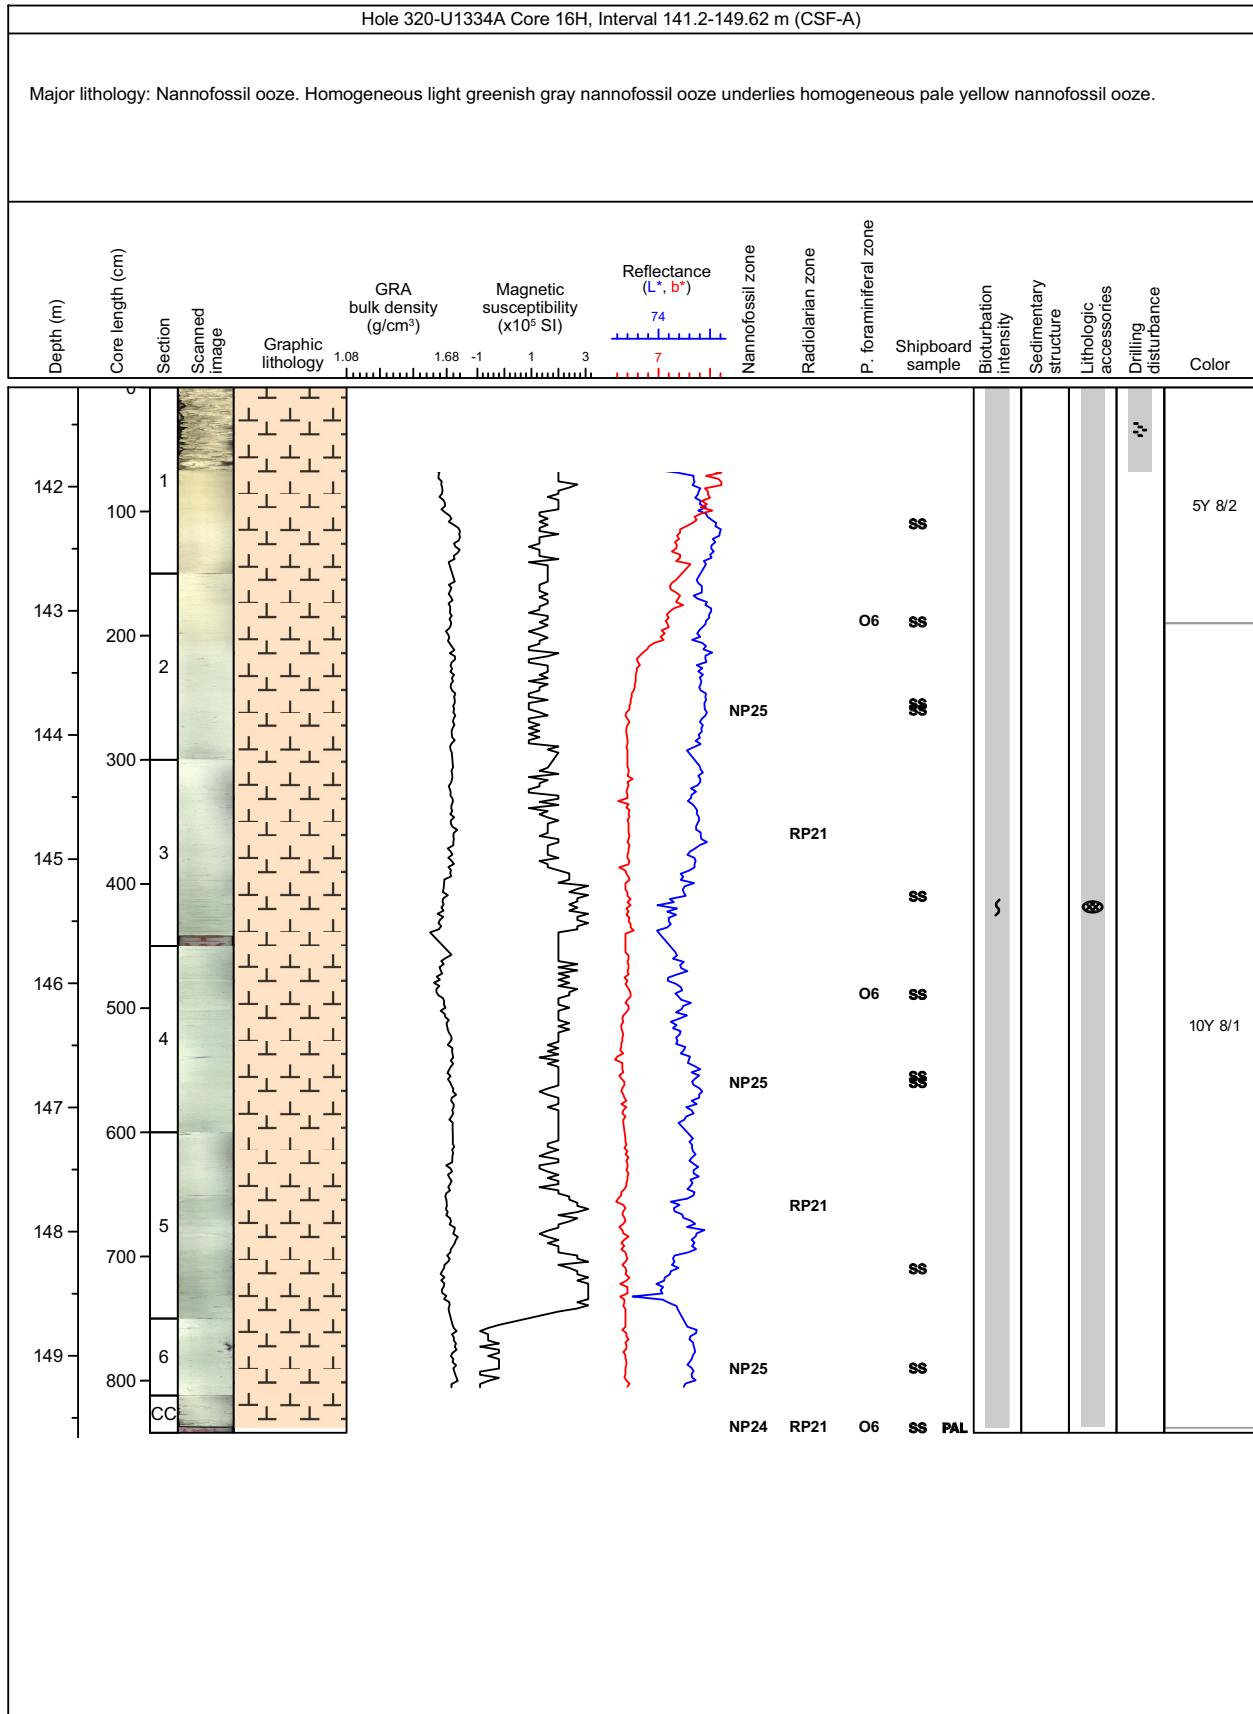 Hole 320-U1334A Core 16H, Interval 141.2-149.62 m (CSF-A)
Major lithology: Nannofossil ooze. Homogeneous light greenish gray nannofossil ooze underlies homogeneous pale yellow nannofossil ooze.
Depth (m)
Core length (cm)
Section
Scanned
image
Graphic
lithology
GRA
bulk density
(g/cm³)
1.08 1.68
Magnetic
susceptibility
(x10⁵ SI)
-1 1 3
Reflectance
(L*, b*)
74
7
Nannofossil zone
Radiolarian zone
P. foraminiferal zone
Shipboard
sample
Bioturbation
intensity
Sedimentary
structure
Lithologic
accessories
Drilling
disturbance
Color
0
1
142
100
SS
5Y 8/2
143
200
O6 SS
2
NP25
SS
SS
144
300
RP21
3
145
400
SS
146
500
O6 SS
4
10Y 8/1
NP25
SS
SS
147
600
RP21
5
148
700
SS
149
6
NP25 SS
800
CC
NP24 RP21 O6 SS PAL